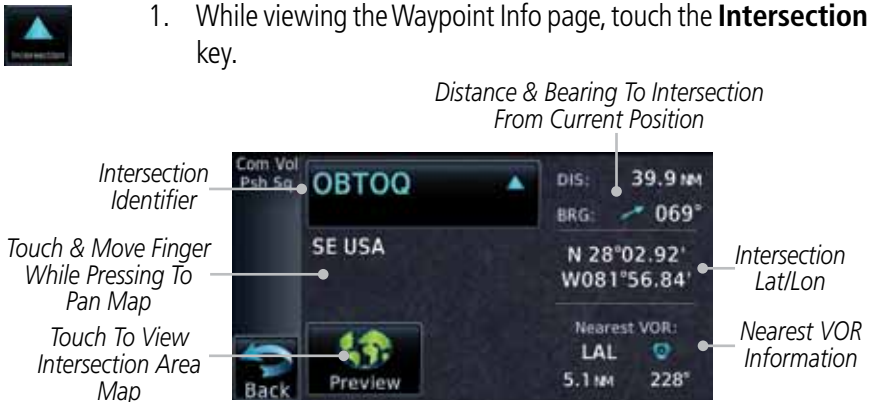 Intersection
1. While viewing the Waypoint Info page, touch the Intersection
key.
Distance & Bearing To Intersection
From Current Position
Intersection
Identifier
Touch & Move Finger
While Pressing To
Pan Map
Touch To View
Intersection Area
Map
Com Vol
Psh Sq
OBTOQ
SE USA
Back
Preview
DIS: 39.9 NM
BRG: 069°
N 28°02.92'
W081°56.84'
Nearest VOR:
LAL
5.1 NM 228°
Intersection
Lat/Lon
Nearest VOR
Information